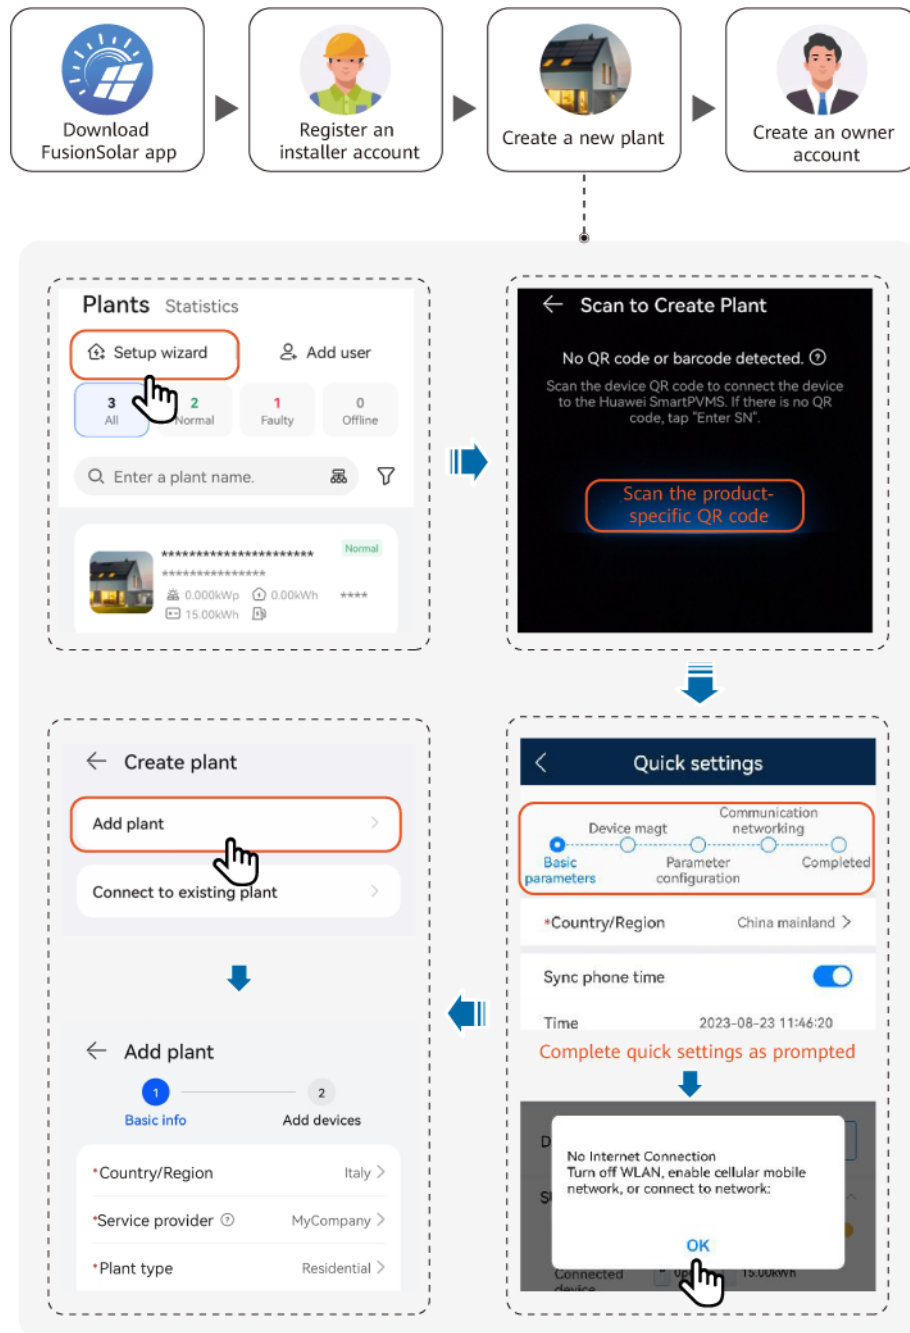 Download
FusionSolar app
Register an
installer account
Create a new plant
Create an owner
account
Plants Statistics
Setup wizard
Add user
3
All
2
Normal
1
Faulty
0
Offline
Enter a plant name.
**********************
Normal
***************
0.000kWp
0.00kWh
****
15.00kWh
Scan to Create Plant
No QR code or barcode detected.
Scan the device QR code to connect the device
to the Huawei SmartPVMS. If there is no QR
code, tap "Enter SN".
Scan the product-
specific QR code
Quick settings
Basic
parameters
Device magt
Parameter
configuration
Communication
networking
Completed
*Country/Region
China mainland
Sync phone time
Time
2023-08-23 11:46:20
Complete quick settings as prompted
No Internet Connection
Turn off WLAN, enable cellular mobile
network, or connect to network:
OK
Connected
device
15.00kWh
Create plant
Add plant
Connect to existing plant
Add plant
1
Basic info
2
Add devices
*Country/Region
Italy
*Service provider
MyCompany
*Plant type
Residential